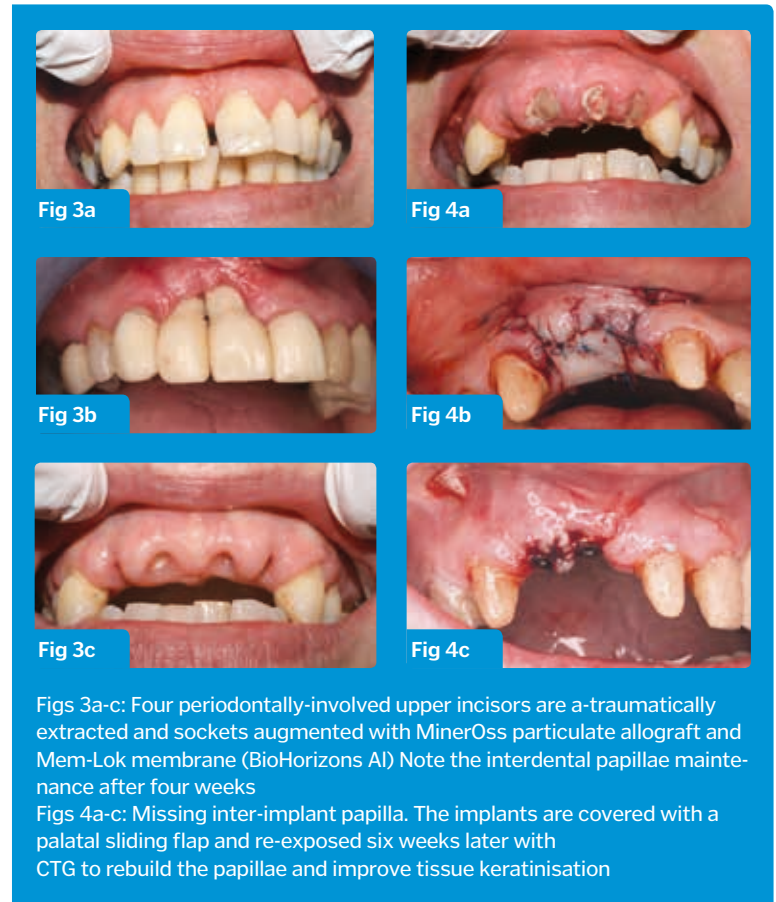 Fig 3a
Fig 4a
Fig 3b
Fig 4b
Fig 3c
Fig 4c
Figs 3a-c: Four periodontally-involved upper incisors are a-traumatically
extracted and sockets augmented with MinerOss particulate allograft and
Mem-Lok membrane (BioHorizons Al) Note the interdental papillae mainte-
nance after four weeks
Figs 4a-c: Missing inter-implant papilla. The implants are covered with a
palatal sliding flap and re-exposed six weeks later with
CTG to rebuild the papillae and improve tissue keratinisation